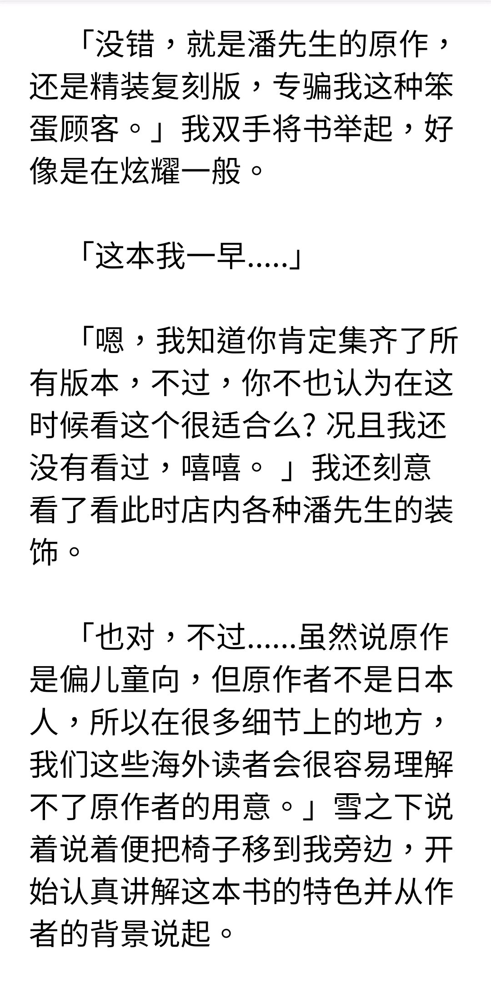 「没错，就是潘先生的原作，
还是精装复刻版，专骗我这种笨
蛋顾客。」我双手将书举起，好
像是在炫耀一般。
「这本我一早.....」
「嗯，我知道你肯定集齐了所
有版本，不过，你不也认为在这
时候看这个很适合么? 况且我还
没有看过，嘻嘻。 」我还刻意
看了看此时店内各种潘先生的装
饰。
「也对，不过......虽然说原作
是偏儿童向，但原作者不是日本
人，所以在很多细节上的地方，
我们这些海外读者会很容易理解
不了原作者的用意。」雪之下说
着说着便把椅子移到我旁边，开
始认真讲解这本书的特色并从作
者的背景说起。